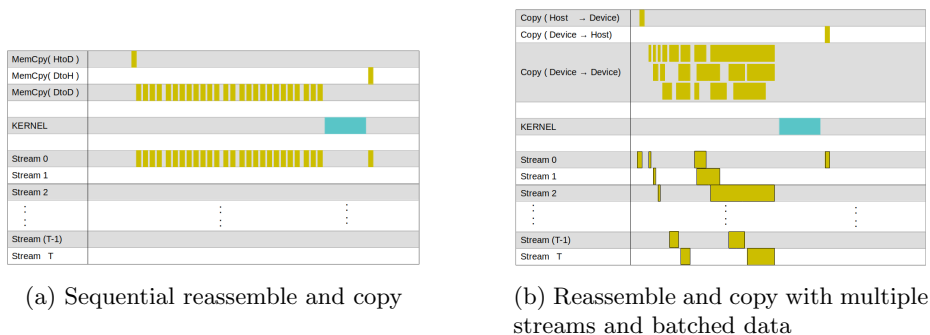 MemCpy( HtoD )
MemCpy( DtoH )
MemCpy( DtoD )
KERNEL
Stream 0
Stream 1
Stream 2
Stream (T-1)
Stream T
(a) Sequential reassemble and copy
Copy ( Host → Device)
Copy ( Device → Host)
Copy ( Device → Device)
KERNEL
Stream 0
Stream 1
Stream 2
Stream (T-1)
Stream T
(b) Reassemble and copy with multiple
streams and batched data